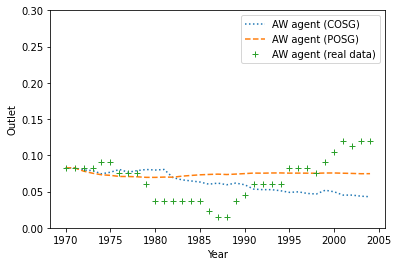 0.30
0.25
0.20
0.15
0.10
0.05
0.00
Outlet
AW agent (COSG)
AW agent (POSG)
AW agent (real data)
1970 1975 1980 1985 1990 1995 2000 2005
Year